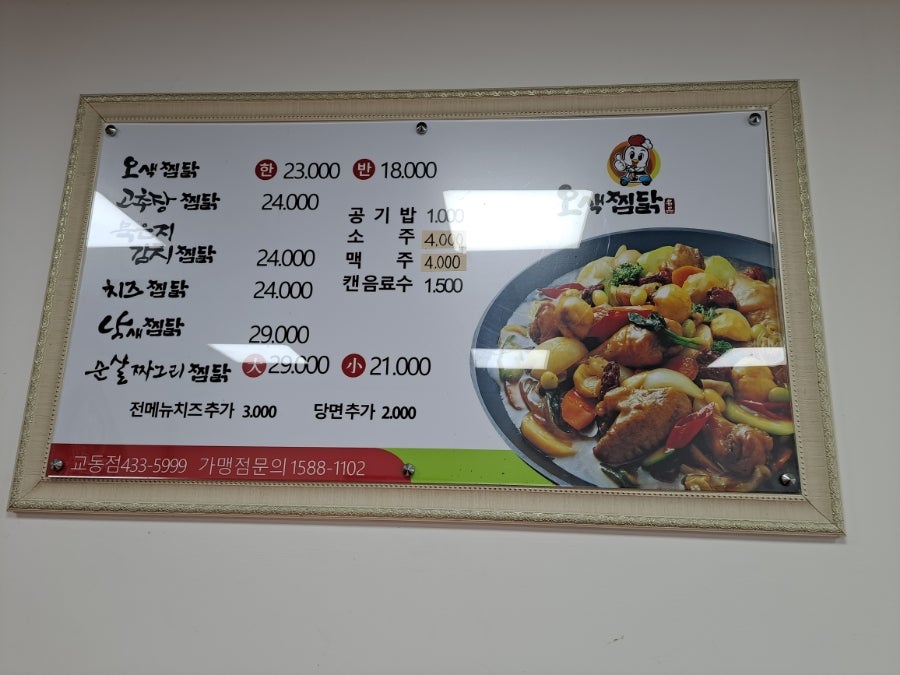 오색찜닭 한 23.000 반 18.000
고추탕 찜닭 24.000
묵은지
김치찜닭 24.000
치즈찜닭 24.000
낙새찜닭 29.000
순살짜그리찜닭 大 29.000 小 21.000
전메뉴치즈추가 3.000 당면추가 2.000
공기밥 1.000
소주 4.000
맥주 4.000
캔음료수 1.500
오색찜닭
교동점433-5999 가맹점문의1588-1102